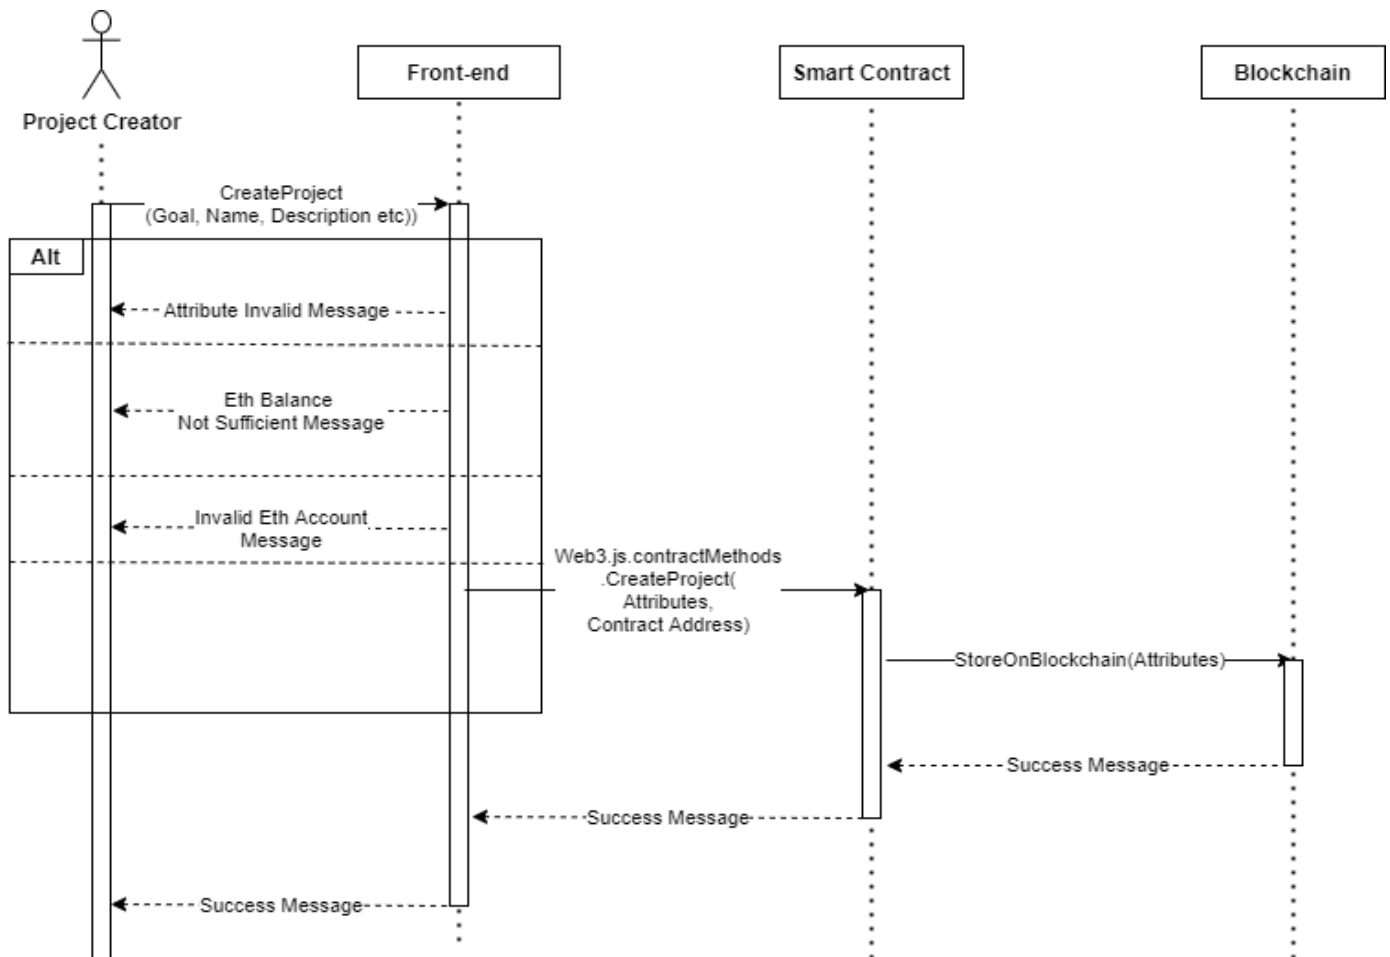 Project Creator
Front-end
Smart Contract
Blockchain
CreateProject
(Goal, Name, Description etc))
Alt
Attribute Invalid Message
Eth Balance
Not Sufficient Message
Invalid Eth Account
Message
Web3.js.contractMethods
.CreateProject(
Attributes,
Contract Address)
StoreOnBlockchain(Attributes)
Success Message
Success Message
Success Message